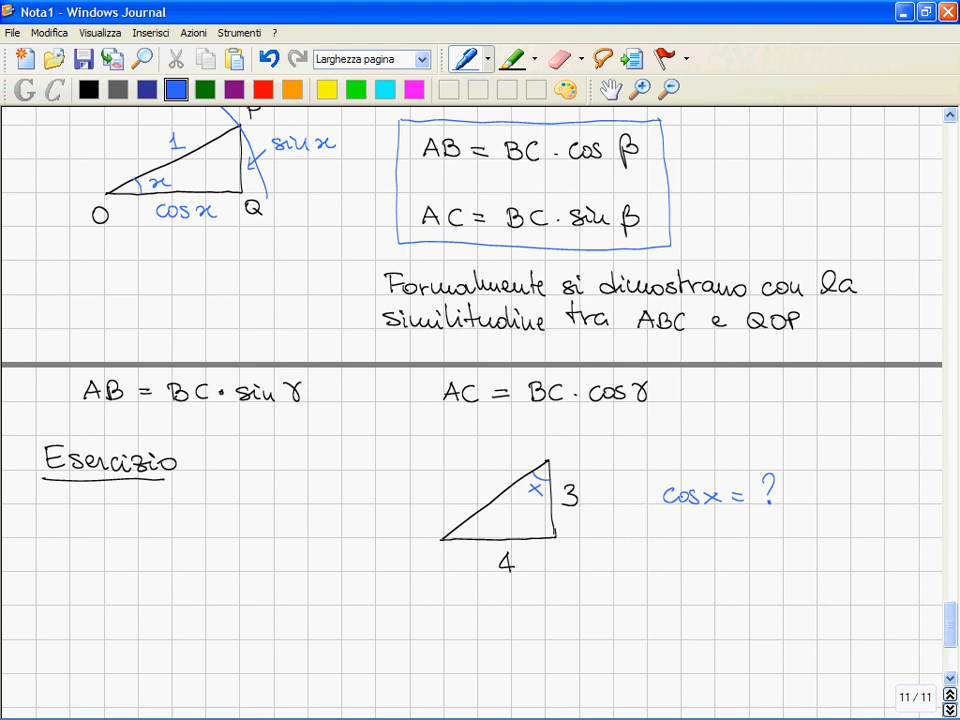 Nota1 - Windows Journal
File Modifica Visualizza Inserisci Azioni Strumenti ?
Larghezza pagina
G C
P
1
sin x
x
O
cos x
Q
AB = BC · cos β
AC = BC · sin β
Formalmente si dimostrano con la
similitudine tra ABC e QOP
AB = BC · sin γ
AC = BC · cos γ
Esercizio
x
3
4
cos x = ?
11 / 11